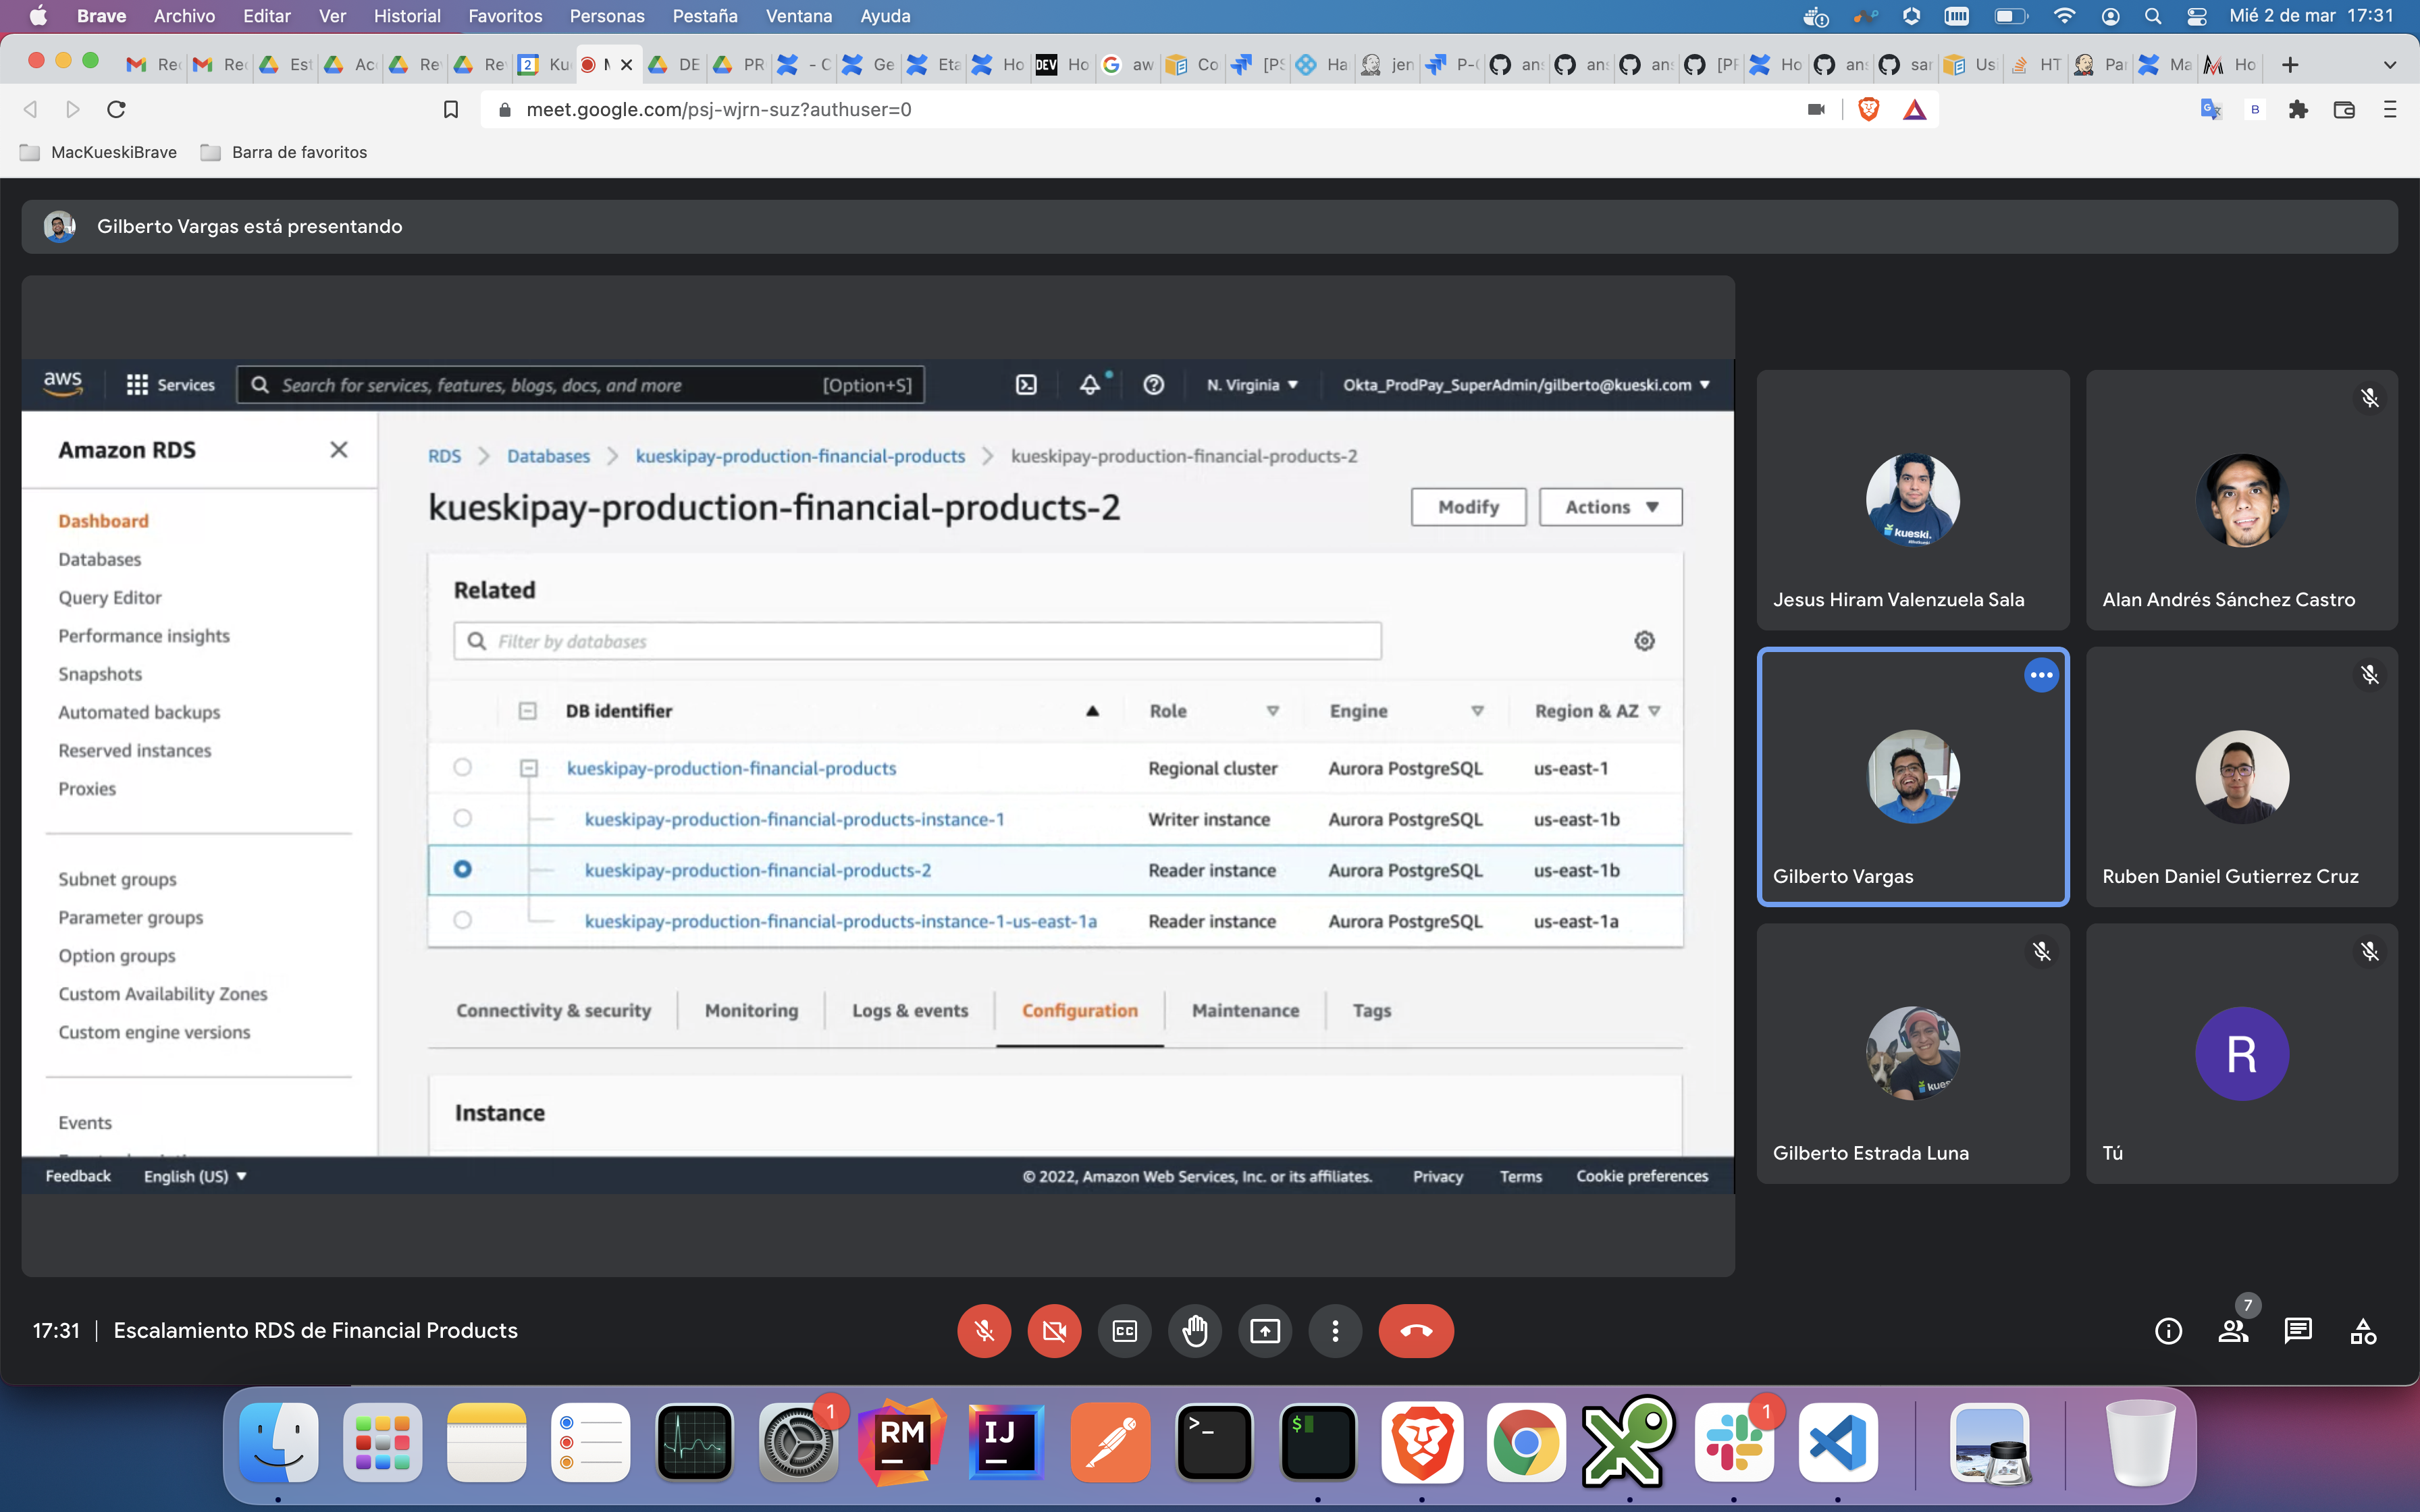 Brave Archivo Editar Ver Historial Favoritos Personas Pestaña Ventana Ayuda Mié 2 de mar 17:31
Rec Rec Est Ac Re Re 2 Ku DE PR - C Ge Eta Ho DEV Ho G aw Co [PS Ha jen P-C an an an [PF Ho an sar Us HT Par Ma Ho
meet.google.com/psj-wjrn-suz?authuser=0 B
MacKueskiBrave Barra de favoritos
Gilberto Vargas está presentando
aws Services Search for services, features, blogs, docs, and more [Option+S] N. Virginia Okta_ProdPay_SuperAdmin/gilberto@kueski.com
Amazon RDS
Dashboard
Databases
Query Editor
Performance insights
Snapshots
Automated backups
Reserved instances
Proxies
Subnet groups
Parameter groups
Option groups
Custom Availability Zones
Custom engine versions
Events
RDS > Databases > kueskipay-production-financial-products > kueskipay-production-financial-products-2
kueskipay-production-financial-products-2 Modify Actions
Related
Filter by databases
DB identifier Role Engine Region & AZ
kueskipay-production-financial-products Regional cluster Aurora PostgreSQL us-east-1
kueskipay-production-financial-products-instance-1 Writer instance Aurora PostgreSQL us-east-1b
kueskipay-production-financial-products-2 Reader instance Aurora PostgreSQL us-east-1b
kueskipay-production-financial-products-instance-1-us-east-1a Reader instance Aurora PostgreSQL us-east-1a
Connectivity & security Monitoring Logs & events Configuration Maintenance Tags
Instance
Feedback English (US) © 2022, Amazon Web Services, Inc. or its affiliates. Privacy Terms Cookie preferences
kueski.
Jesus Hiram Valenzuela Sala
Alan Andrés Sánchez Castro
Gilberto Vargas
Ruben Daniel Gutierrez Cruz
kues
Gilberto Estrada Luna
R
Tú
17:31 | Escalamiento RDS de Financial Products CC 7
1 RM IJ >_ $ 1